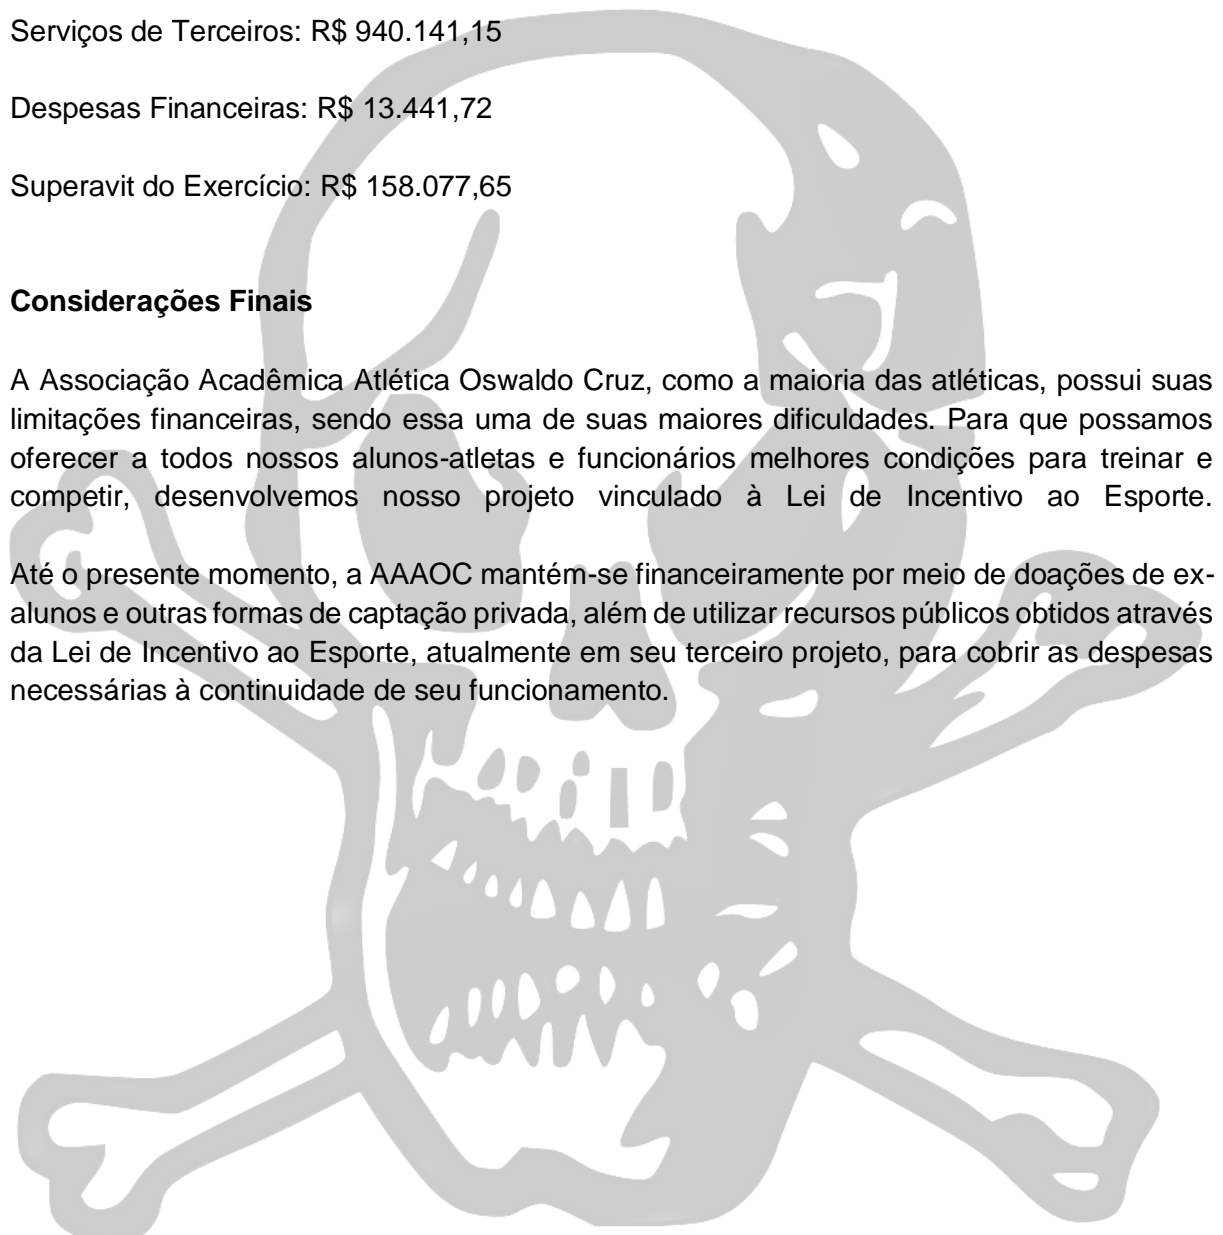 Serviços de Terceiros: R$ 940.141,15
Despesas Financeiras: R$ 13.441,72
Superavit do Exercício: R$ 158.077,65
Considerações Finais
A Associação Acadêmica Atlética Oswaldo Cruz, como a maioria das atléticas, possui suas
limitações financeiras, sendo essa uma de suas maiores dificuldades. Para que possamos
oferecer a todos nossos alunos-atletas e funcionários melhores condições para treinar e
competir, desenvolvemos nosso projeto vinculado à Lei de Incentivo ao Esporte.
Até o presente momento, a AAAOC mantém-se financeiramente por meio de doações de ex-
alunos e outras formas de captação privada, além de utilizar recursos públicos obtidos através
da Lei de Incentivo ao Esporte, atualmente em seu terceiro projeto, para cobrir as despesas
necessárias à continuidade de seu funcionamento.